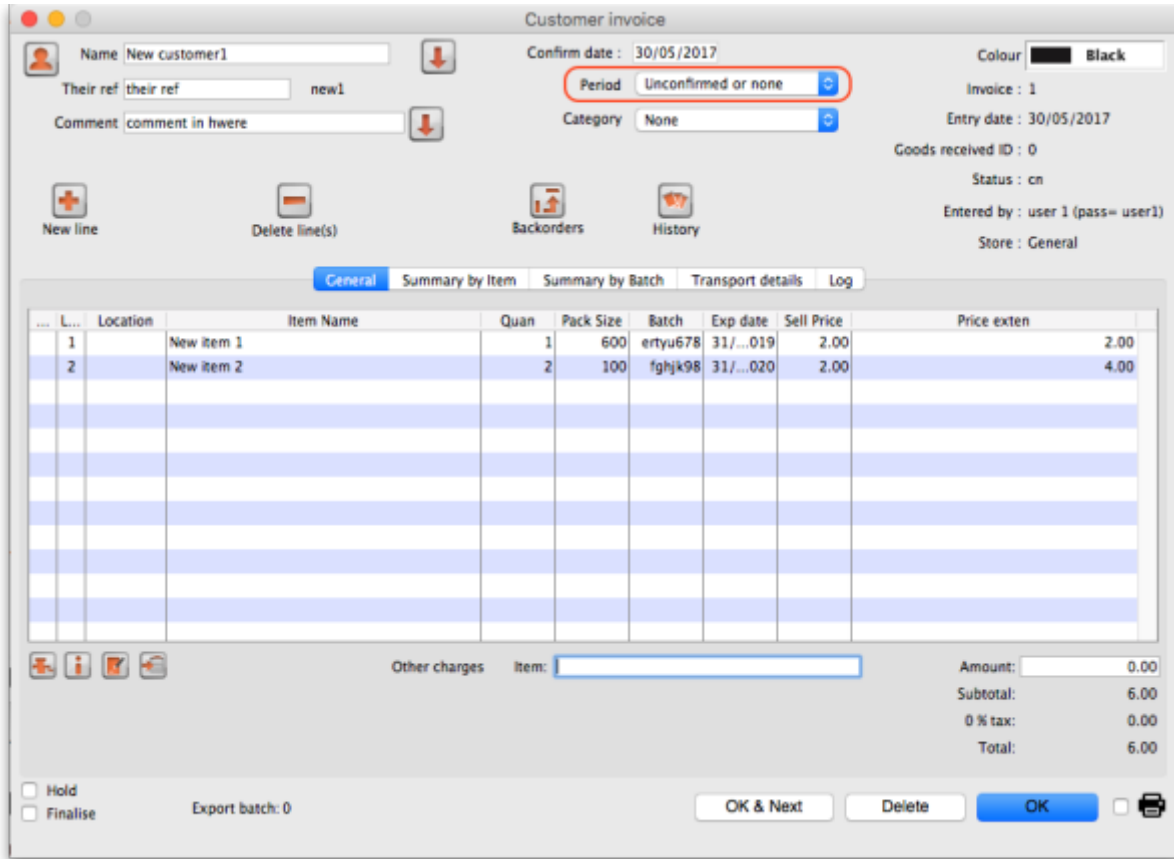 Customer invoice
Name New customer1
Confirm date : 30/05/2017
Colour Black
Their ref their ref new1
Period Unconfirmed or none
Invoice : 1
Comment comment in hwere
Category None
Entry date : 30/05/2017
Goods received ID : 0
Status : cn
Entered by : user 1 (pass= user1)
Store : General
New line
Delete line(s)
Backorders
History
General Summary by Item Summary by Batch Transport details Log
... L... Location Item Name Quan Pack Size Batch Exp date Sell Price Price exten
1 New item 1 1 600 ertyu678 31/...019 2.00 2.00
2 New item 2 2 100 fghjk98 31/...020 2.00 4.00
Other charges Item:
Amount: 0.00
Subtotal: 6.00
0 % tax: 0.00
Total: 6.00
Hold
Finalise
Export batch: 0
OK & Next
Delete
OK